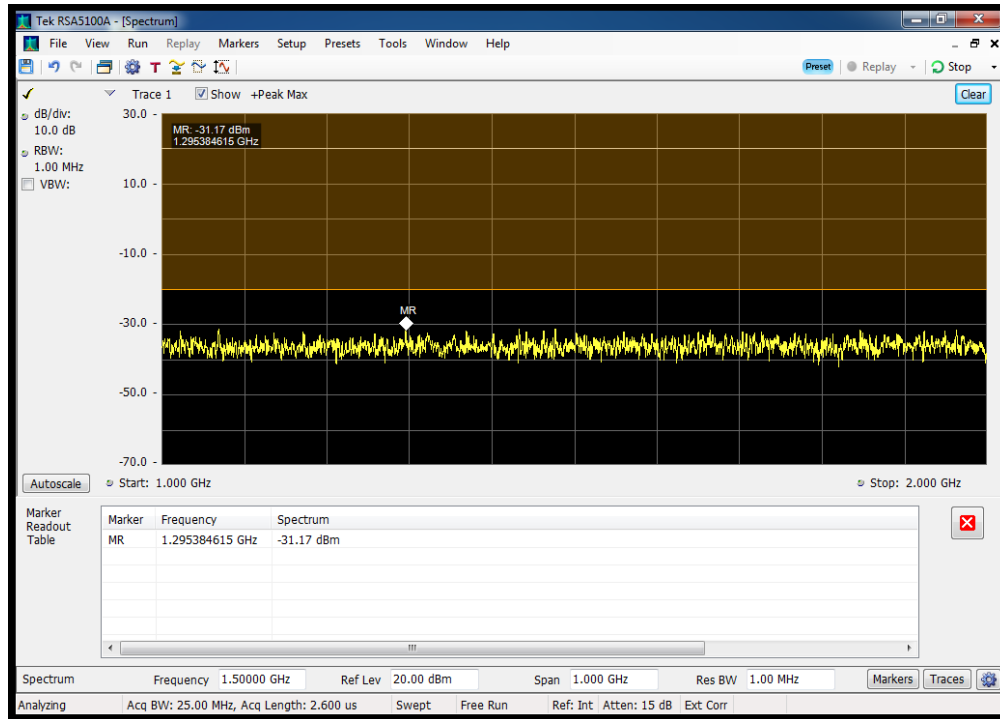 Tek RSA5100A - [Spectrum]
File View Run Replay Markers Setup Presets Tools Window Help
T Preset Replay Stop
Trace 1 Show +Peak Max Clear
dB/div:
10.0 dB
RBW:
1.00 MHz
VBW:
30.0
MR: -31.17 dBm
1.295384615 GHz
10.0
-10.0
MR
-30.0
-50.0
-70.0
Autoscale Start: 1.000 GHz Stop: 2.000 GHz
Marker
Readout
Table
Marker Frequency Spectrum
MR 1.295384615 GHz -31.17 dBm
Spectrum Frequency 1.50000 GHz Ref Lev 20.00 dBm Span 1.000 GHz Res BW 1.00 MHz Markers Traces
Analyzing Acq BW: 25.00 MHz, Acq Length: 2.600 us Swept Free Run Ref: Int Atten: 15 dB Ext Corr